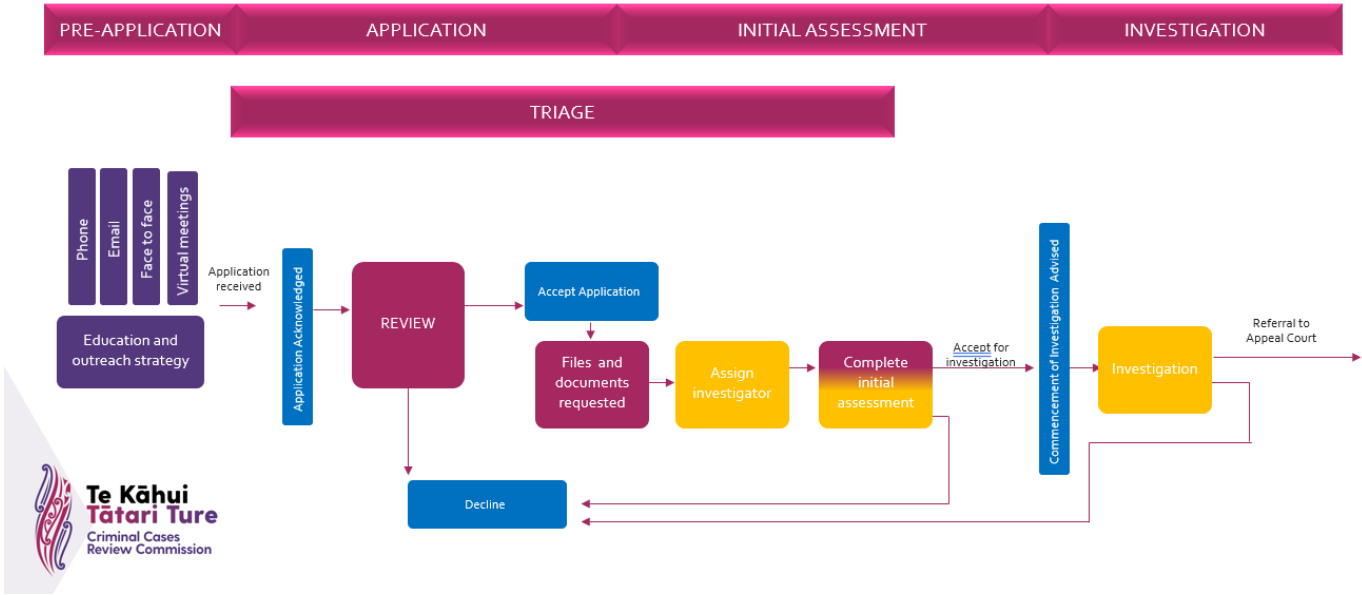 PRE-APPLICATION
APPLICATION
INITIAL ASSESSMENT
INVESTIGATION
TRIAGE
Phone
Email
Face to face
Virtual meetings
Education and
outreach strategy
Application
received
Application Acknowledged
REVIEW
Accept Application
Files and
documents
requested
Assign
investigator
Complete
initial
assessment
Accept for
investigation
Commencement of Investigation Advised
Investigation
Referral to
Appeal Court
Decline
Te Kāhui
Tātari Ture
Criminal Cases
Review Commission